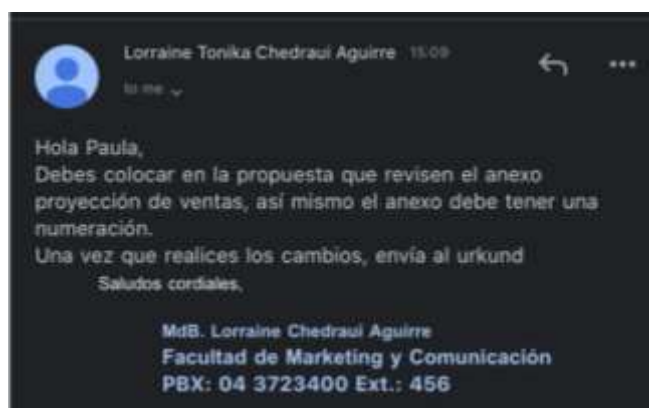 Lorraine Tonika Chedraui Aguirre 15:09
to me
Hola Paula,
Debes colocar en la propuesta que revisen el anexo
proyección de ventas, así mismo el anexo debe tener una
numeración.
Una vez que realices los cambios, envía al urkund
Saludos cordiales,
MdB. Lorraine Chedraui Aguirre
Facultad de Marketing y Comunicación
PBX: 04 3723400 Ext.: 456